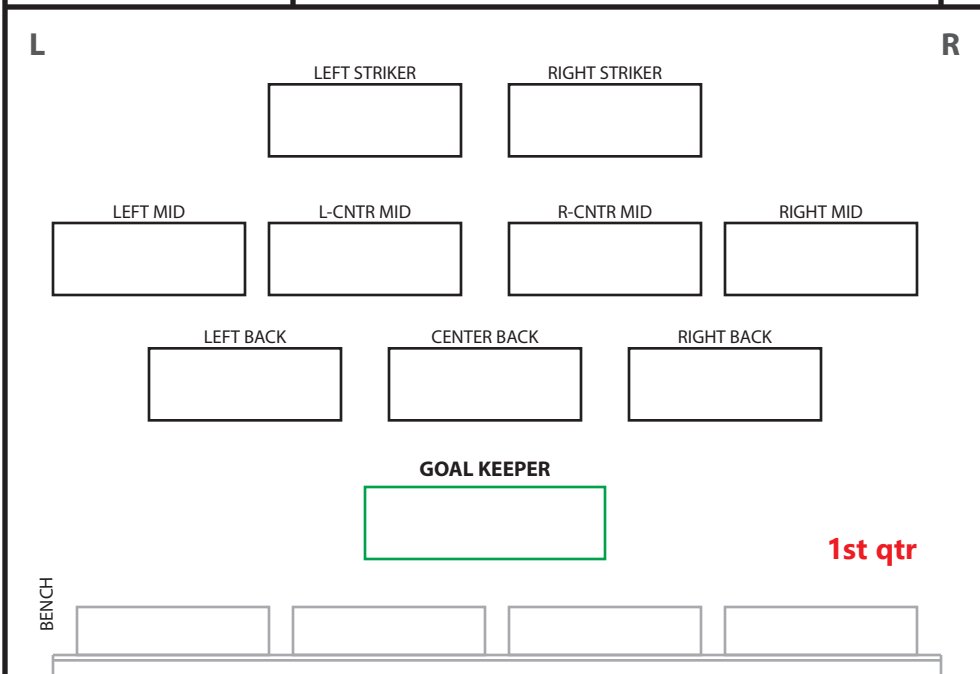 L
R
LEFT STRIKER
RIGHT STRIKER
LEFT MID
L-CNTR MID
R-CNTR MID
RIGHT MID
LEFT BACK
CENTER BACK
RIGHT BACK
GOAL KEEPER
1st qtr
BENCH